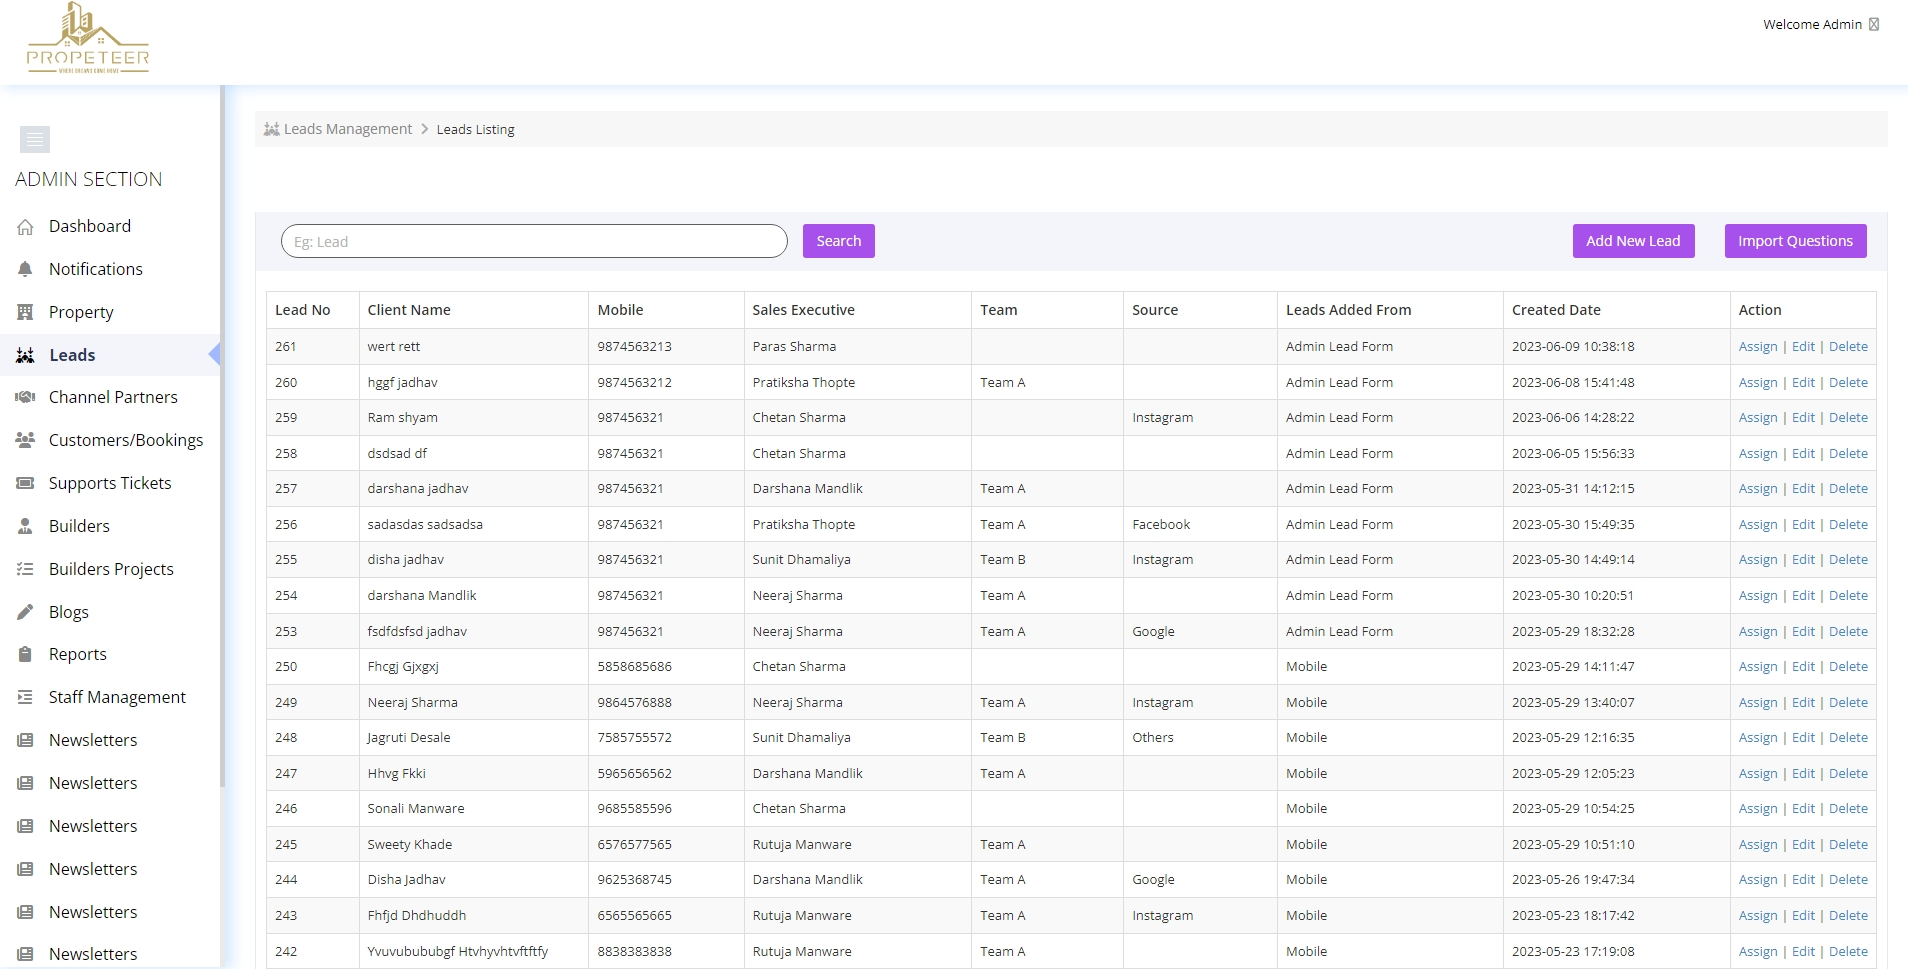 PROPETEER
WHERE DREAMS COME HOME
Welcome Admin
Leads Management > Leads Listing
ADMIN SECTION
Dashboard
Notifications
Property
Leads
Channel Partners
Customers/Bookings
Supports Tickets
Builders
Builders Projects
Blogs
Reports
Staff Management
Newsletters
Newsletters
Newsletters
Newsletters
Newsletters
Newsletters
Eg: Lead Search Add New Lead Import Questions
Lead No Client Name Mobile Sales Executive Team Source Leads Added From Created Date Action
261 wert rett 9874563213 Paras Sharma Admin Lead Form 2023-06-09 10:38:18 Assign | Edit | Delete
260 hggf jadhav 9874563212 Pratiksha Thopte Team A Admin Lead Form 2023-06-08 15:41:48 Assign | Edit | Delete
259 Ram shyam 987456321 Chetan Sharma Instagram Admin Lead Form 2023-06-06 14:28:22 Assign | Edit | Delete
258 dsdsad df 987456321 Chetan Sharma Admin Lead Form 2023-06-05 15:56:33 Assign | Edit | Delete
257 darshana jadhav 987456321 Darshana Mandlik Team A Admin Lead Form 2023-05-31 14:12:15 Assign | Edit | Delete
256 sadasdas sadsadsa 987456321 Pratiksha Thopte Team A Facebook Admin Lead Form 2023-05-30 15:49:35 Assign | Edit | Delete
255 disha jadhav 987456321 Sunit Dhamaliya Team B Instagram Admin Lead Form 2023-05-30 14:49:14 Assign | Edit | Delete
254 darshana Mandlik 987456321 Neeraj Sharma Team A Admin Lead Form 2023-05-30 10:20:51 Assign | Edit | Delete
253 fsdfdsfsd jadhav 987456321 Neeraj Sharma Team A Google Admin Lead Form 2023-05-29 18:32:28 Assign | Edit | Delete
250 Fhcgj Gjxgxj 5858685686 Chetan Sharma Mobile 2023-05-29 14:11:47 Assign | Edit | Delete
249 Neeraj Sharma 9864576888 Neeraj Sharma Team A Instagram Mobile 2023-05-29 13:40:07 Assign | Edit | Delete
248 Jagruti Desale 7585755572 Sunit Dhamaliya Team B Others Mobile 2023-05-29 12:16:35 Assign | Edit | Delete
247 Hhvg Fkki 5965656562 Darshana Mandlik Team A Mobile 2023-05-29 12:05:23 Assign | Edit | Delete
246 Sonali Manware 9685585596 Chetan Sharma Mobile 2023-05-29 10:54:25 Assign | Edit | Delete
245 Sweety Khade 6576577565 Rutuja Manware Team A Mobile 2023-05-29 10:51:10 Assign | Edit | Delete
244 Disha Jadhav 9625368745 Darshana Mandlik Team A Google Mobile 2023-05-26 19:47:34 Assign | Edit | Delete
243 Fhfjd Dhdhuddh 6565565665 Rutuja Manware Team A Instagram Mobile 2023-05-23 18:17:42 Assign | Edit | Delete
242 Yvuvubububgf Htvhyvhtvftftfy 8838383838 Rutuja Manware Team A Mobile 2023-05-23 17:19:08 Assign | Edit | Delete